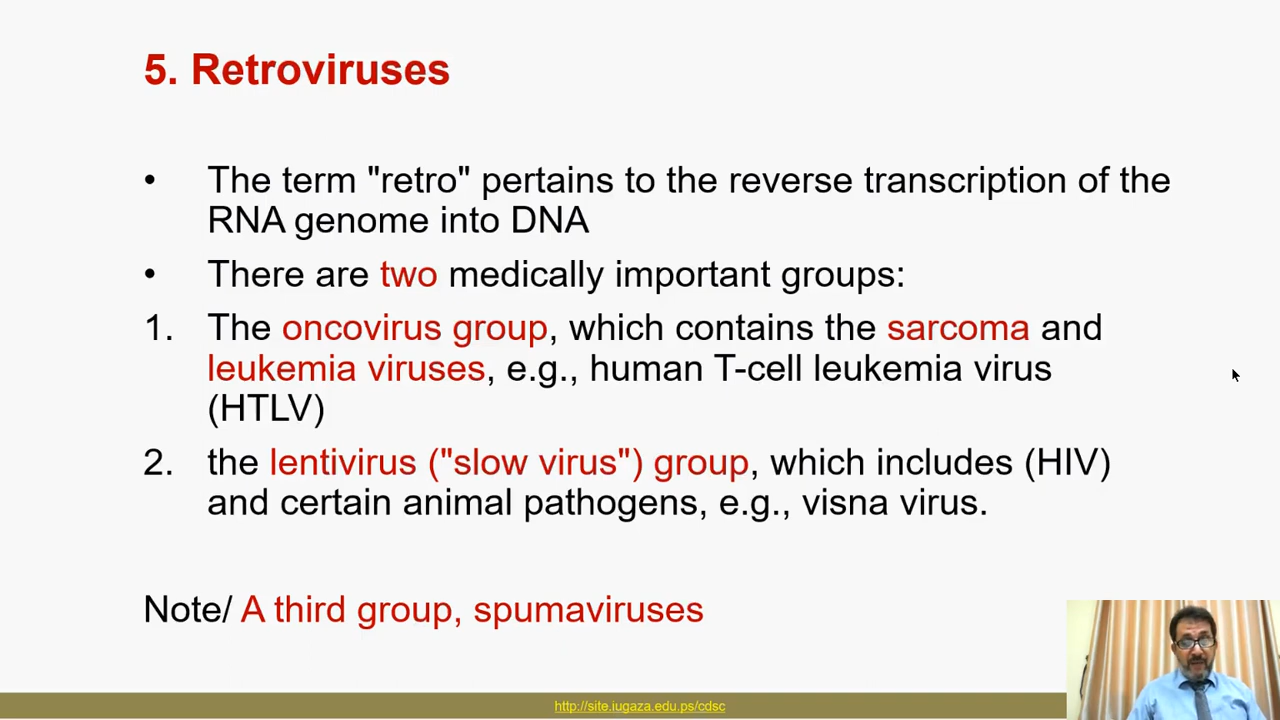 5. Retroviruses
• The term "retro" pertains to the reverse transcription of the
RNA genome into DNA
• There are two medically important groups:
1. The oncovirus group, which contains the sarcoma and
leukemia viruses, e.g., human T-cell leukemia virus
(HTLV)
2. the lentivirus ("slow virus") group, which includes (HIV)
and certain animal pathogens, e.g., visna virus.
Note/ A third group, spumaviruses
http://site.iugaza.edu.ps/cdsc